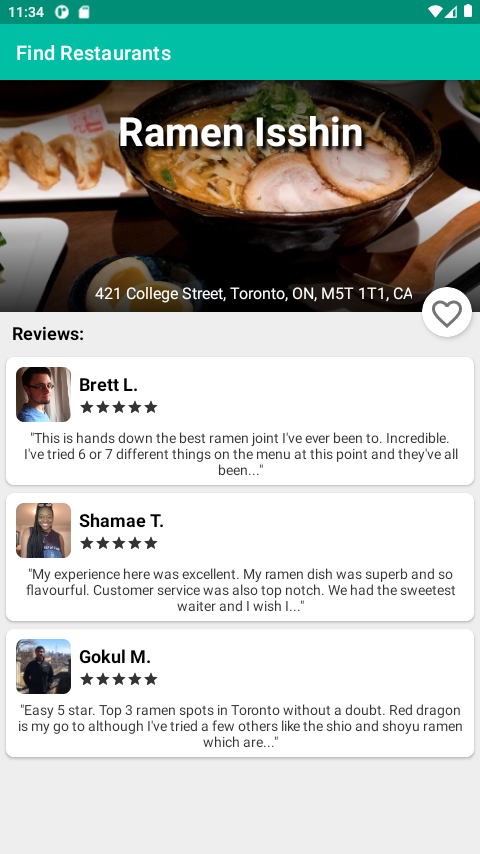 11:34
Find Restaurants
Ramen Isshin
421 College Street, Toronto, ON, M5T 1T1, CA
Reviews:
Brett L.
"This is hands down the best ramen joint I've ever been to. Incredible.
I've tried 6 or 7 different things on the menu at this point and they've all
been..."
Shamae T.
"My experience here was excellent. My ramen dish was superb and so
flavourful. Customer service was also top notch. We had the sweetest
waiter and I wish I..."
Gokul M.
"Easy 5 star. Top 3 ramen spots in Toronto without a doubt. Red dragon
is my go to although I've tried a few others like the shio and shoyu ramen
which are..."